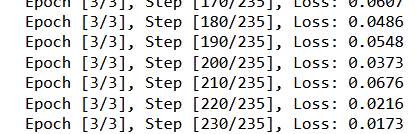 Epoch [3/3], Step [170/235], Loss: 0.0607
Epoch [3/3], Step [180/235], Loss: 0.0486
Epoch [3/3], Step [190/235], Loss: 0.0548
Epoch [3/3], Step [200/235], Loss: 0.0373
Epoch [3/3], Step [210/235], Loss: 0.0676
Epoch [3/3], Step [220/235], Loss: 0.0216
Epoch [3/3], Step [230/235], Loss: 0.0173